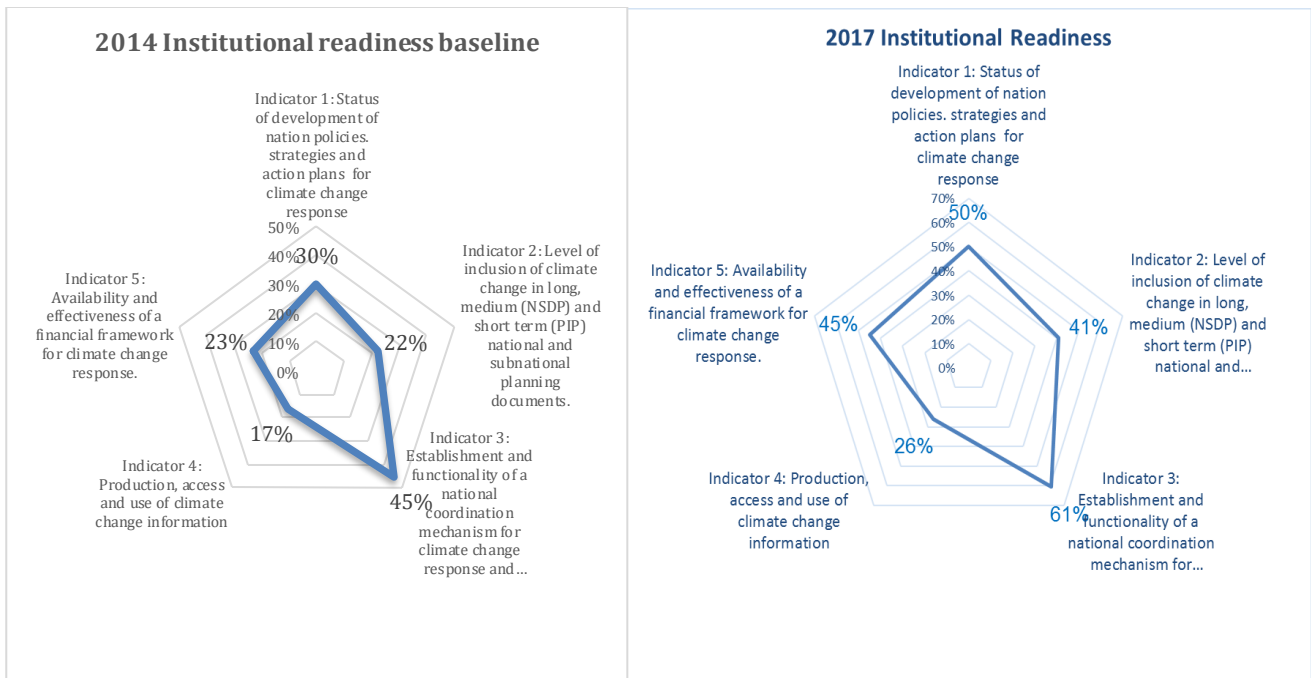 2014 Institutional readiness baseline
Indicator 1: Status
of development of
nation policies.
strategies and
action plans for
climate change
response
50%
40%
30%
20%
10%
0%
30%
Indicator 2: Level of
inclusion of climate
change in long,
medium (NSDP) and
short term (PIP)
national and
subnational
planning
documents.
22%
Indicator 3:
Establishment and
functionality of a
national
coordination
mechanism for
climate change
response and...
45%
Indicator 4:
Production, access
and use of climate
change information
17%
Indicator 5:
Availability and
effectiveness of a
financial framework
for climate change
response.
23%
2017 Institutional Readiness
Indicator 1: Status of
development of nation
policies. strategies and
action plans for
climate change
response
70%
60%
50%
40%
30%
20%
10%
0%
50%
Indicator 2: Level of
inclusion of climate
change in long,
medium (NSDP) and
short term (PIP)
national and...
41%
Indicator 3:
Establishment and
functionality of a
national coordination
mechanism for...
61%
Indicator 4: Production,
access and use of
climate change
information
26%
Indicator 5: Availability
and effectiveness of a
financial framework for
climate change
response.
45%